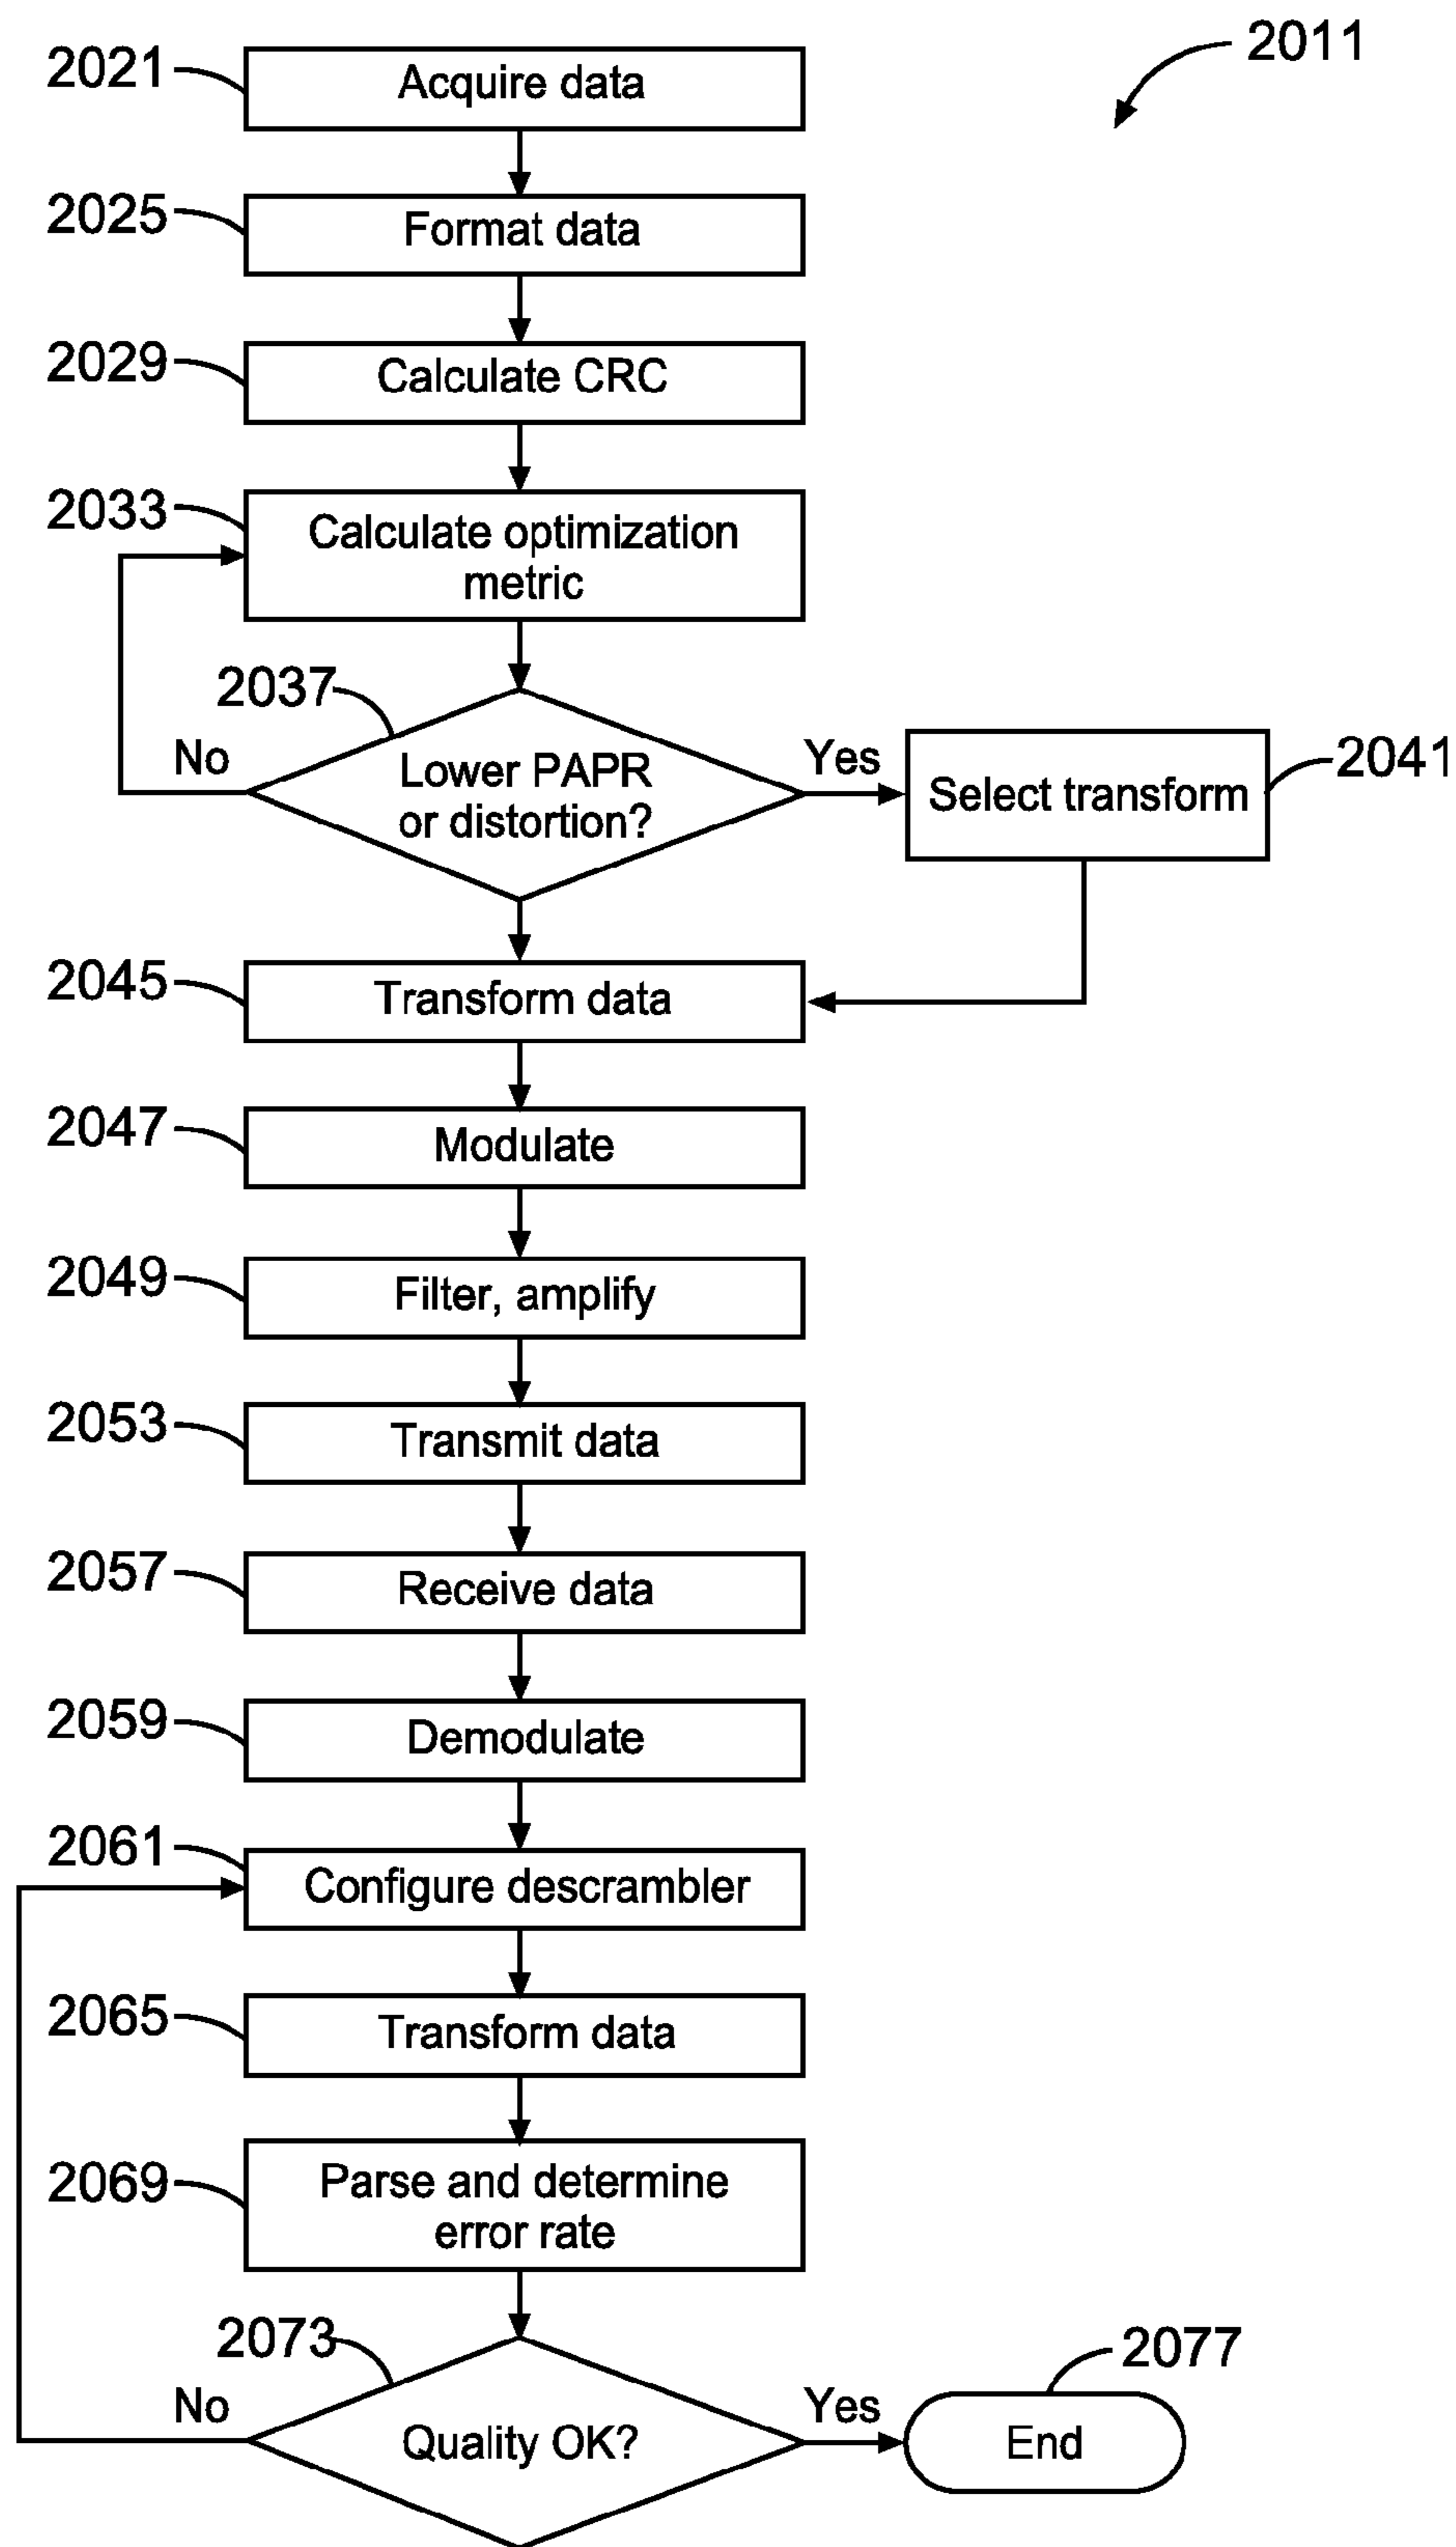 2011
2021
Acquire data
2025
Format data
2029
Calculate CRC
2033
Calculate optimization
metric
2037
No
Lower PAPR
or distortion?
Yes
Select transform
2041
2045
Transform data
2047
Modulate
2049
Filter, amplify
2053
Transmit data
2057
Receive data
2059
Demodulate
2061
Configure descrambler
2065
Transform data
2069
Parse and determine
error rate
2073
No
Quality OK?
Yes
2077
End